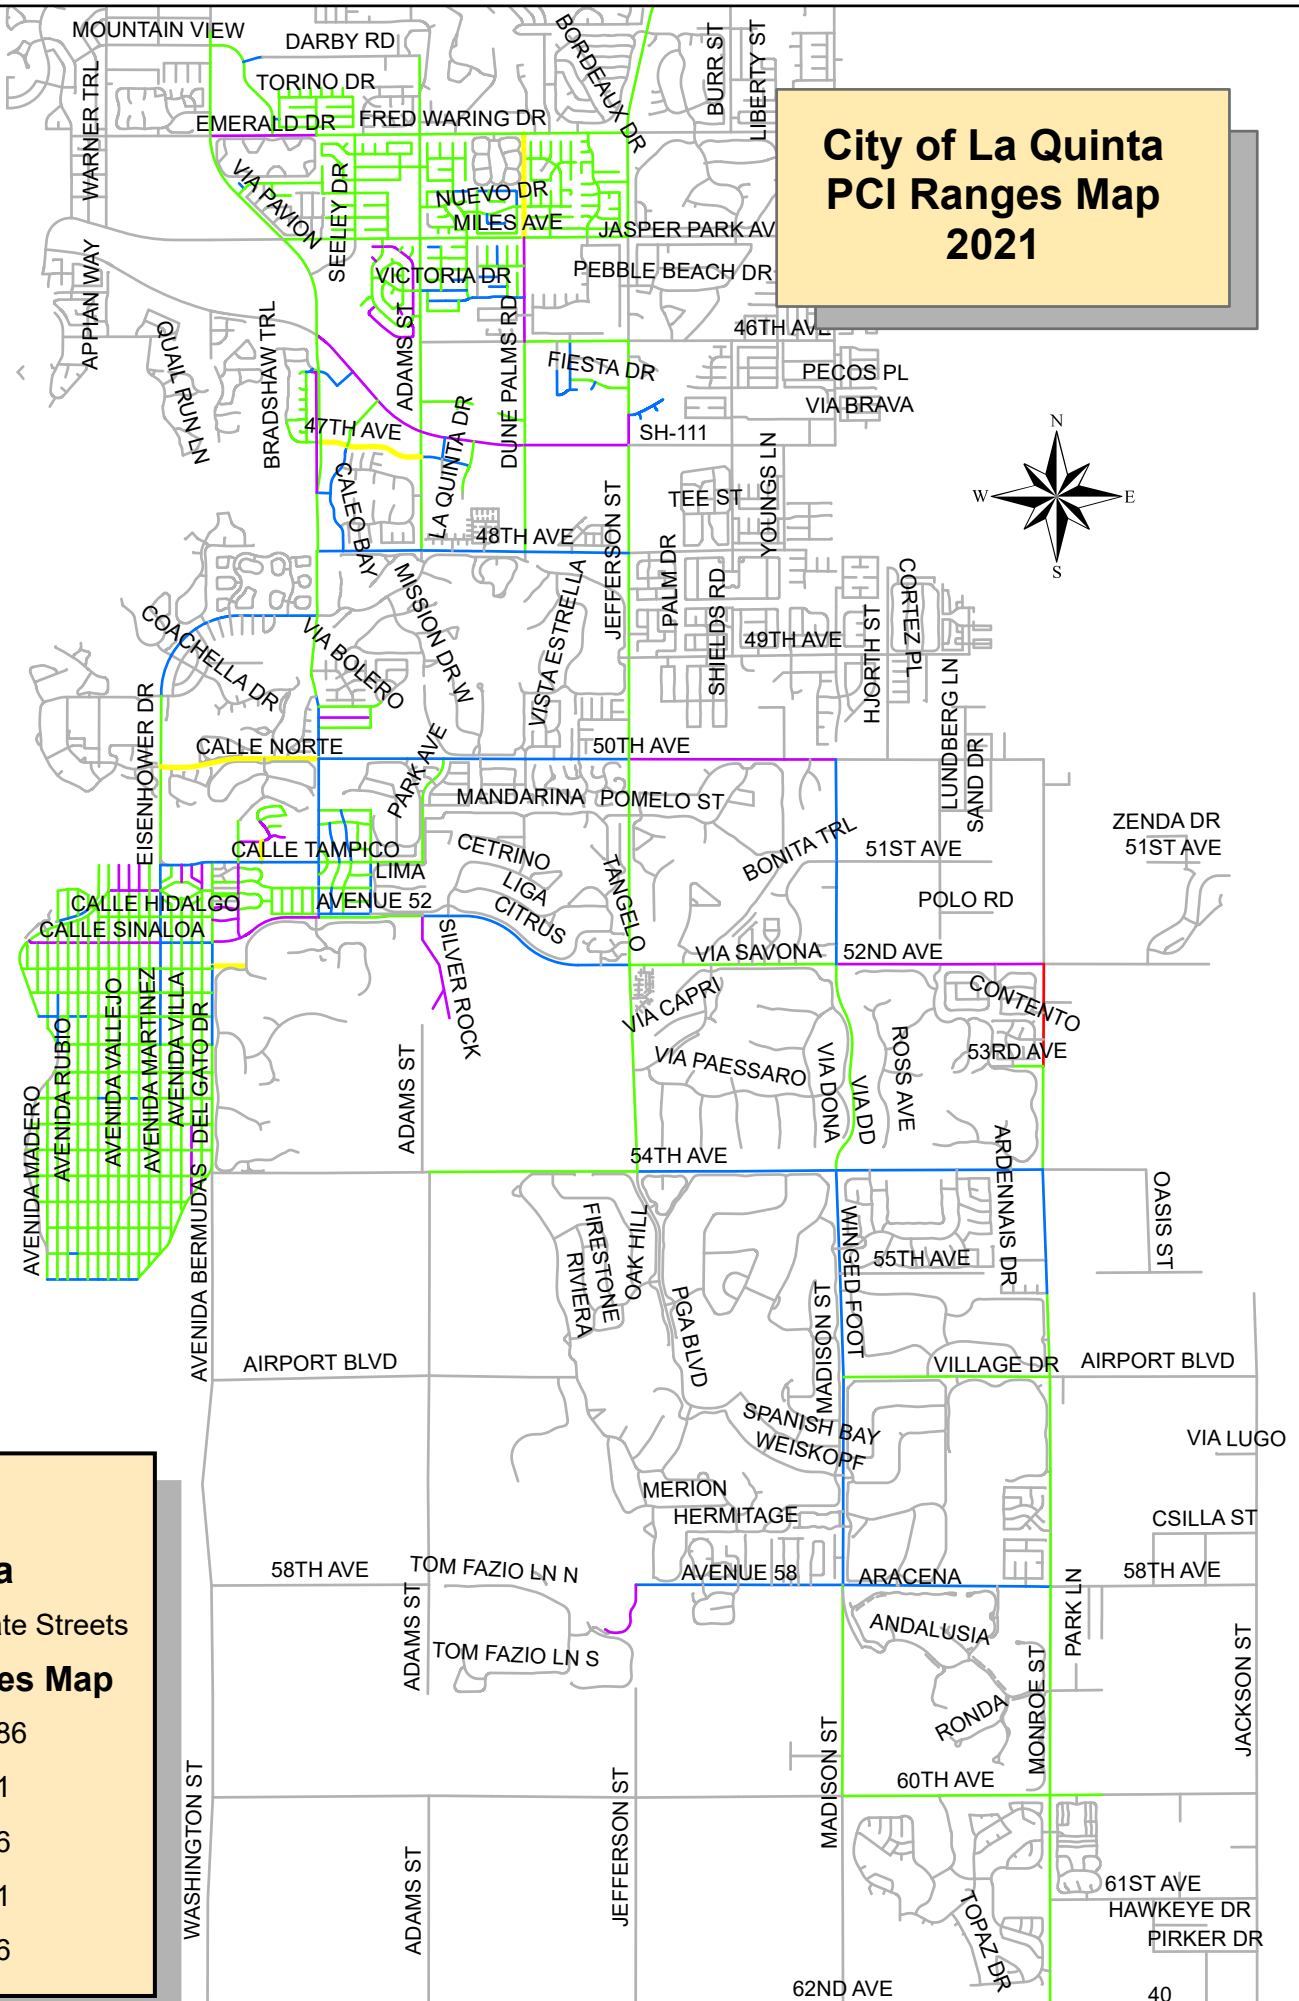 MOUNTAIN VIEW
DARBY RD
BORDEAUX DR
BURR ST
LIBERTY ST
WARNER TRL
TORINO DR
EMERALD DR
FRED WARING DR
City of La Quinta
PCI Ranges Map
2021
VIA PAVION
SEELEY DR
NUEVO DR
MILES AVE
JASPER PARK AV
APPIAN WAY
VICTORIA DR
PEBBLE BEACH DR
QUAIL RUN LN
BRADSHAW TRL
ADAMS ST
DUNE PALMS RD
46TH AVE
FIESTA DR
PECOS PL
VIA BRAVA
47TH AVE
LA QUINTA DR
SH-111
N
W
E
S
CALEO BAY
TEE ST
YOUNGS LN
48TH AVE
JEFFERSON ST
PALM DR
SHIELDS RD
CORTEZ PL
COACHELLA DR
VIA BOLERO
MISSION DR W
VISTA ESTRELLA
49TH AVE
HJORTH ST
LUNDBERG LN
EISENHOWER DR
CALLE NORTE
PARK AVE
50TH AVE
SAND DR
MANDARINA
POMELO ST
ZENDA DR
51ST AVE
CALLE TAMPICO
CETRINO
BONITA TRL
51ST AVE
LIMA
LIGA
TANGELO
CALLE HIDALGO
AVENUE 52
CITRUS
POLO RD
CALLE SINALOA
SILVER ROCK
VIA SAVONA
52ND AVE
CONTENTO
VIA CAPRI
AVENIDA MADERO
AVENIDA RUBIO
AVENIDA VALLEJO
AVENIDA MARTINEZ
AVENIDA VILLA
DEL GATO DR
ADAMS ST
VIA PAESSARO
VIA DONA
VIA DD
ROSS AVE
53RD AVE
54TH AVE
ARDENNAIS DR
OASIS ST
AVENIDA BERMUDAS
FIRESTONE
RIVIERA
OAK HILL
PGA BLVD
MADISON ST
WINGED FOOT
55TH AVE
AIRPORT BLVD
VILLAGE DR
AIRPORT BLVD
SPANISH BAY
WEISKOPF
VIA LUGO
MERION
HERMITAGE
CSILLA ST
58TH AVE
TOM FAZIO LN N
AVENUE 58
ARACENA
58TH AVE
a
te Streets
es Map
86
1
6
1
6
ADAMS ST
TOM FAZIO LN S
ANDALUSIA
PARK LN
RONDA
MONROE ST
JACKSON ST
WASHINGTON ST
JEFFERSON ST
MADISON ST
60TH AVE
ADAMS ST
61ST AVE
TOPAZ DR
HAWKEYE DR
PIRKER DR
62ND AVE
40